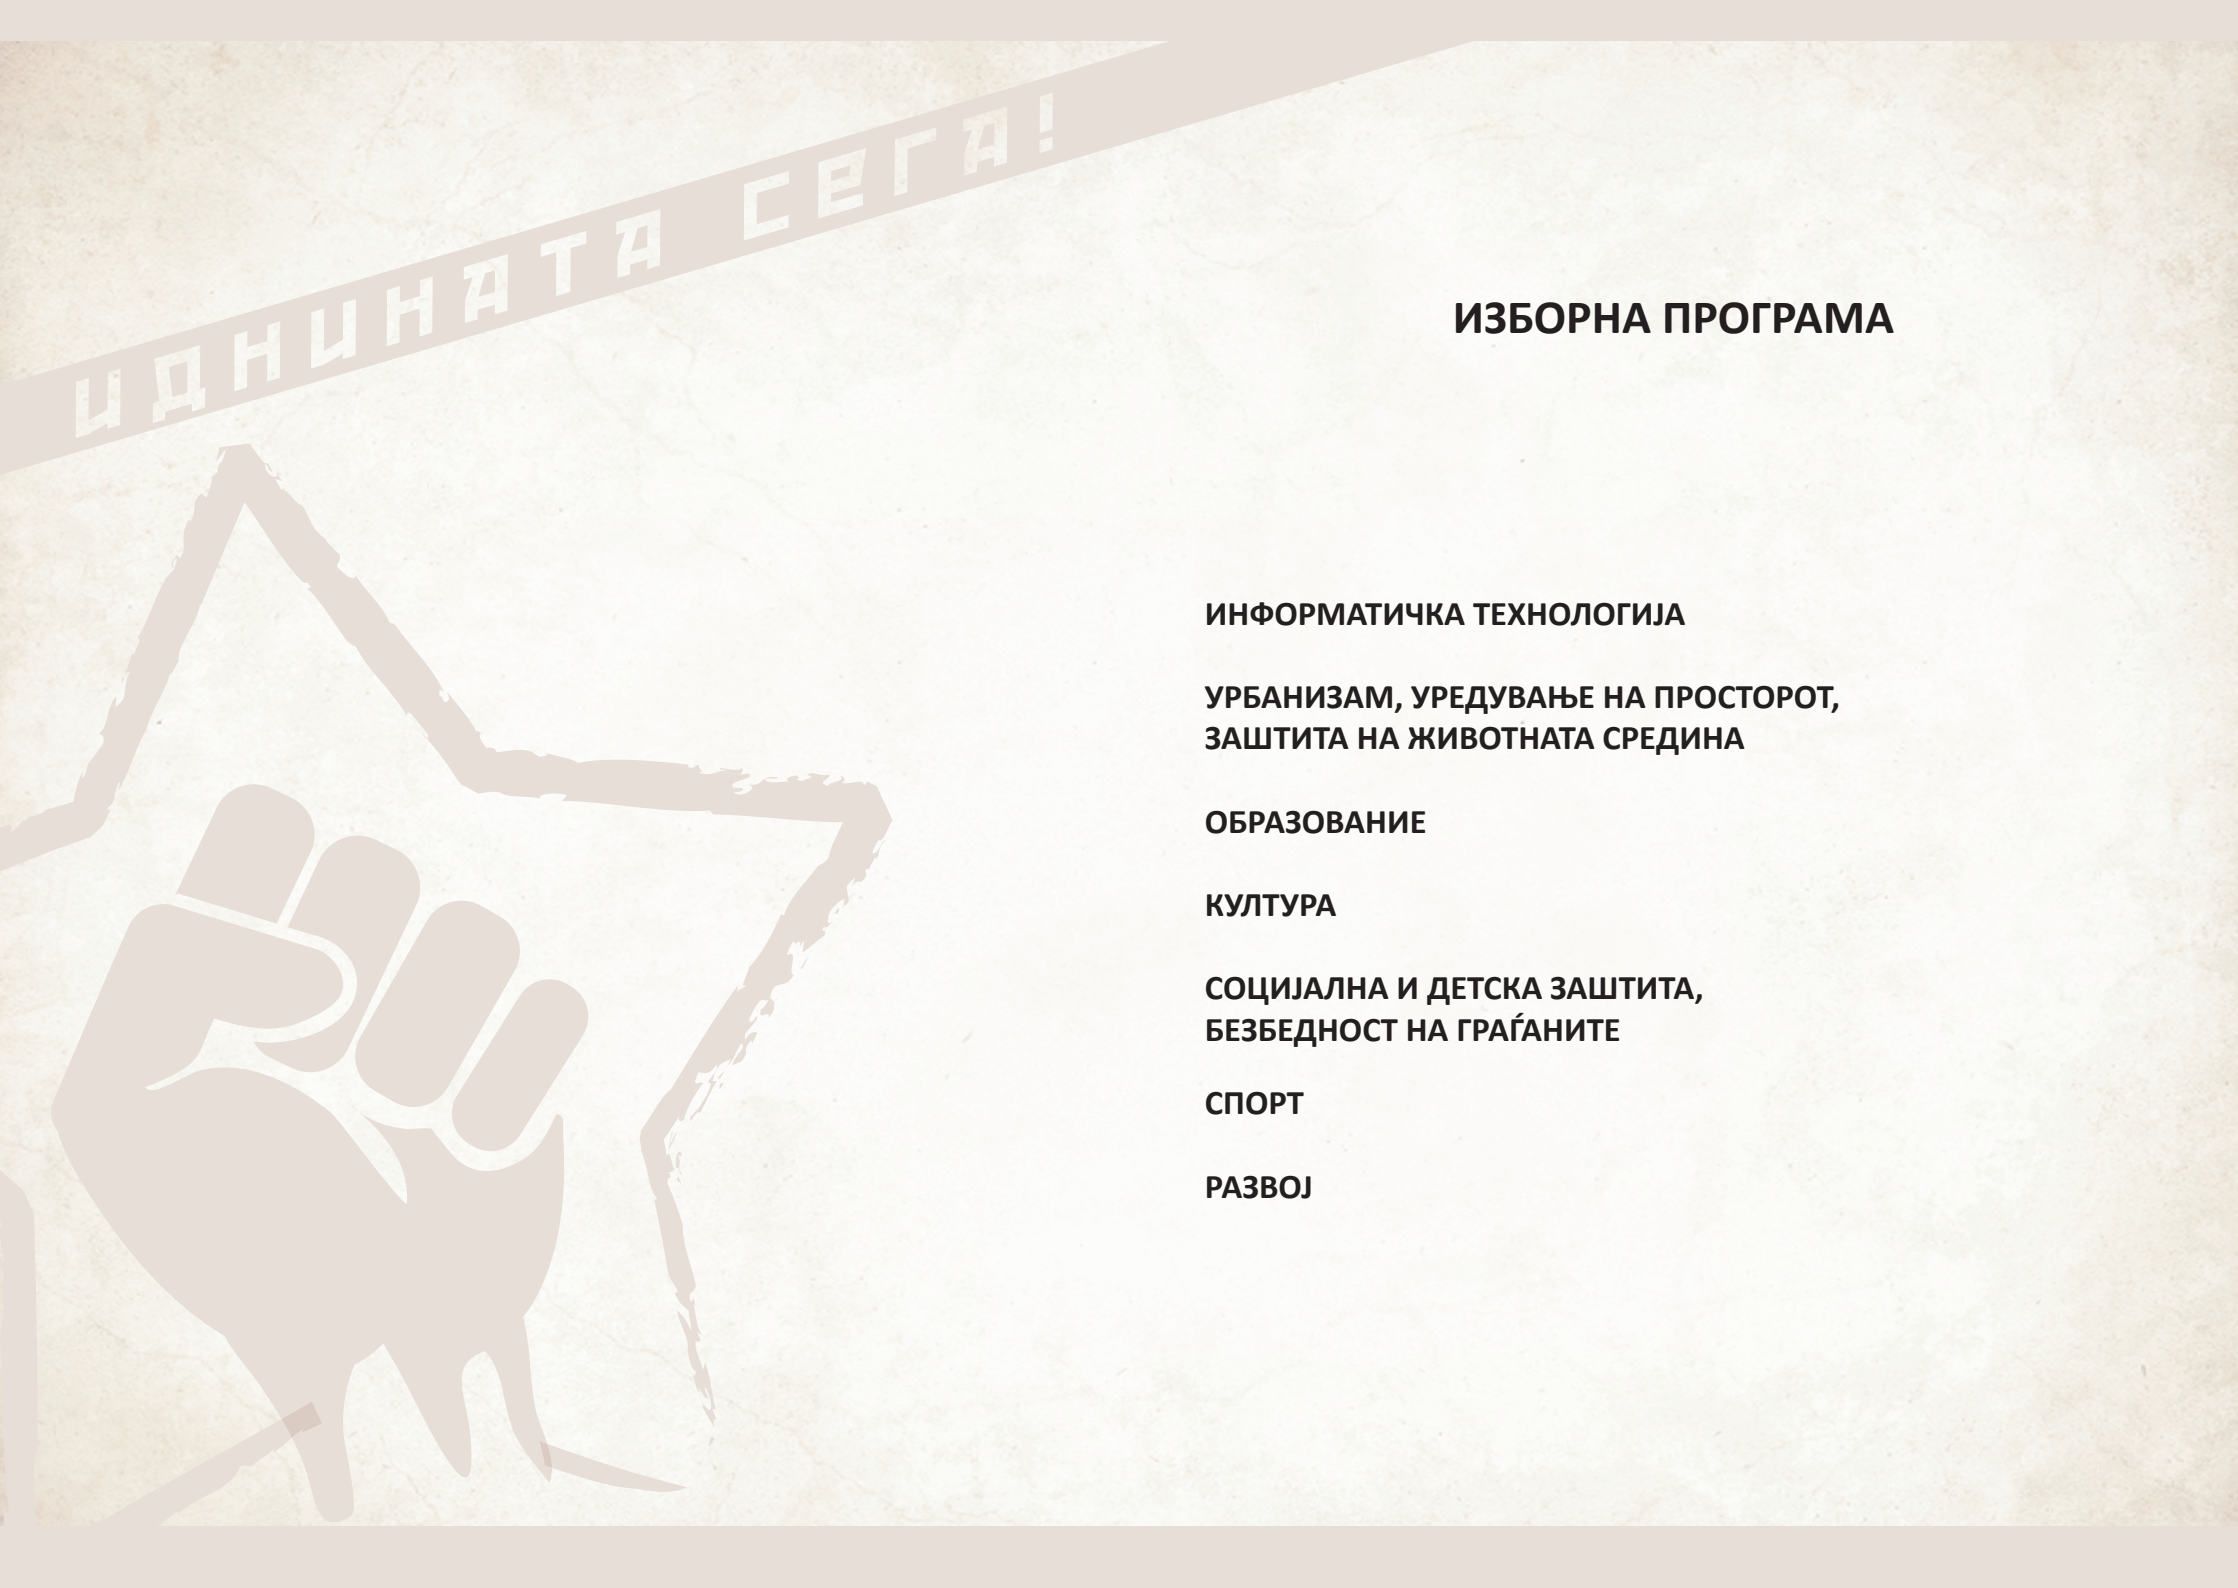 ИДНИНАТА СЕГА!
ИЗБОРНА ПРОГРАМА
ИНФОРМАТИЧКА ТЕХНОЛОГИЈА
УРБАНИЗАМ, УРЕДУВАЊЕ НА ПРОСТОРОТ,
ЗАШТИТА НА ЖИВОТНАТА СРЕДИНА
ОБРАЗОВАНИЕ
КУЛТУРА
СОЦИЈАЛНА И ДЕТСКА ЗАШТИТА,
БЕЗБЕДНОСТ НА ГРАЃАНИТЕ
СПОРТ
РАЗВОЈ